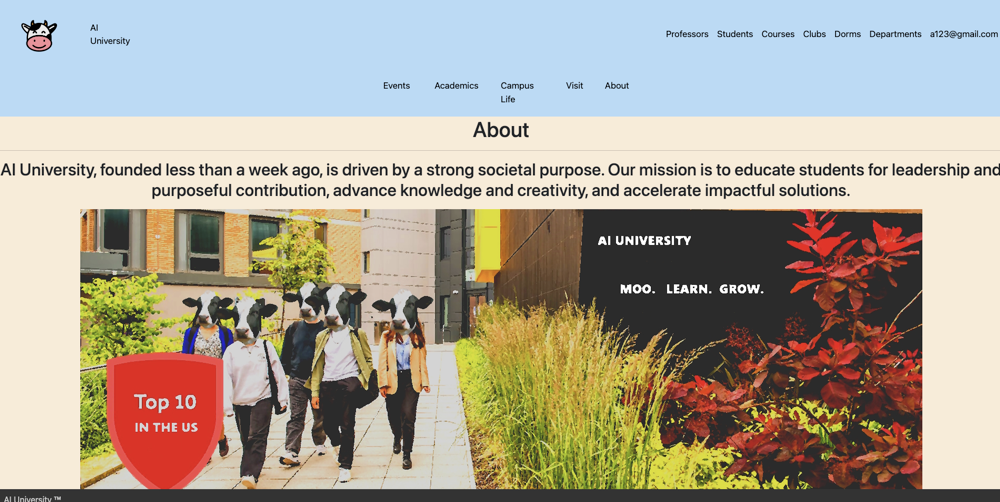 AI
University
Professors Students Courses Clubs Dorms Departments a123@gmail.com
Events Academics Campus Life Visit About
About
AI University, founded less than a week ago, is driven by a strong societal purpose. Our mission is to educate students for leadership and
purposeful contribution, advance knowledge and creativity, and accelerate impactful solutions.
AI UNIVERSITY
MOO. LEARN. GROW.
Top 10
IN THE US
AI University ™